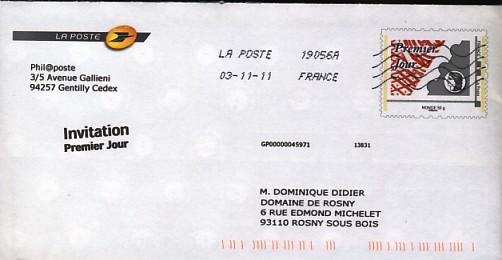 LA POSTE
Phil@poste
3/5 Avenue Gallieni
94257 Gentilly Cedex
LA POSTE 19056A
03-11-11 FRANCE
Premier
Jour
MONDE 20 g
Invitation
Premier Jour
GP00000045971 13831
M. DOMINIQUE DIDIER
DOMAINE DE ROSNY
6 RUE EDMOND MICHELET
93110 ROSNY SOUS BOIS